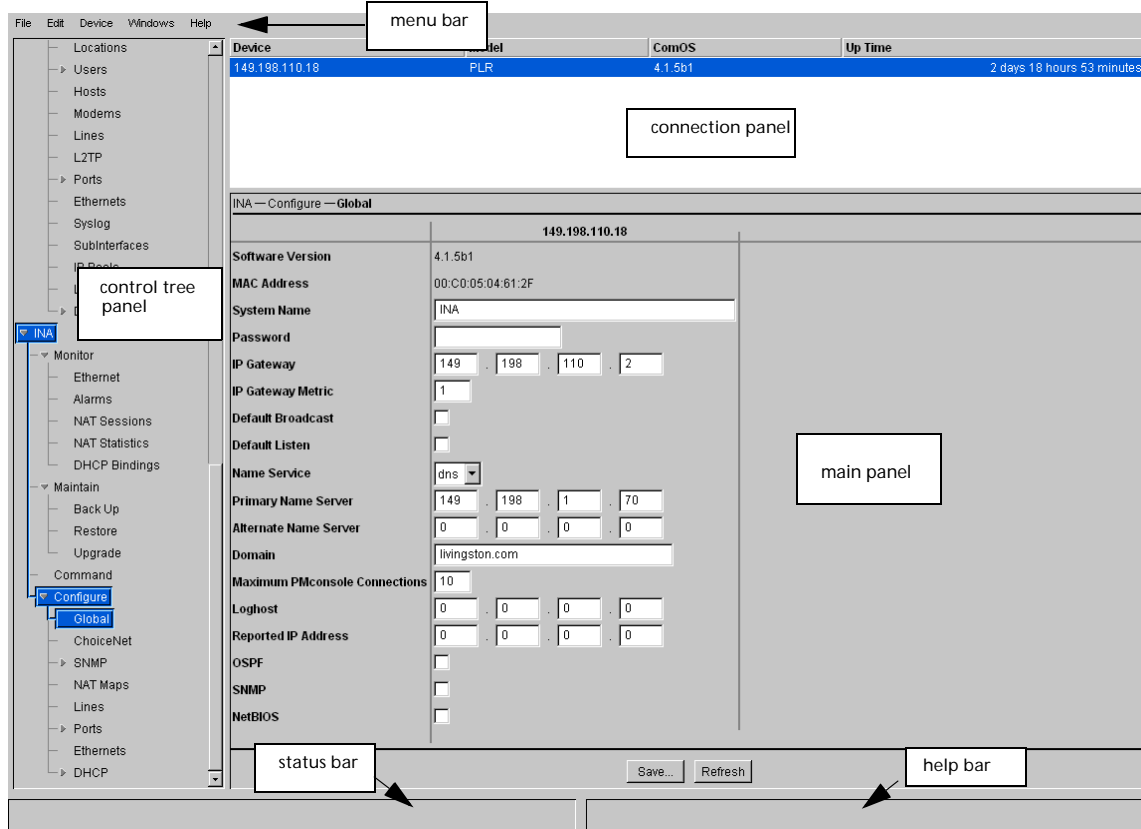 File Edit Device Windows Help
menu bar
Locations
Users
Hosts
Modems
Lines
L2TP
Ports
Ethernets
Syslog
SubInterfaces
control tree
panel
INA
Monitor
Ethernet
Alarms
NAT Sessions
NAT Statistics
DHCP Bindings
Maintain
Back Up
Restore
Upgrade
Command
Configure
Global
ChoiceNet
SNMP
NAT Maps
Lines
Ports
Ethernets
DHCP
Device ComOS Up Time
149.198.110.18 PLR 4.1.5b1 2 days 18 hours 53 minutes
connection panel
INA — Configure — Global
149.198.110.18
Software Version 4.1.5b1
MAC Address 00:C0:05:04:61:2F
System Name INA
Password
IP Gateway 149 . 198 . 110 . 2
IP Gateway Metric 1
Default Broadcast
Default Listen
Name Service dns
Primary Name Server 149 . 198 . 1 . 70
Alternate Name Server 0 . 0 . 0 . 0
Domain livingston.com
Maximum PMconsole Connections 10
Loghost 0 . 0 . 0 . 0
Reported IP Address 0 . 0 . 0 . 0
OSPF
SNMP
NetBIOS
main panel
Save... Refresh
status bar
help bar